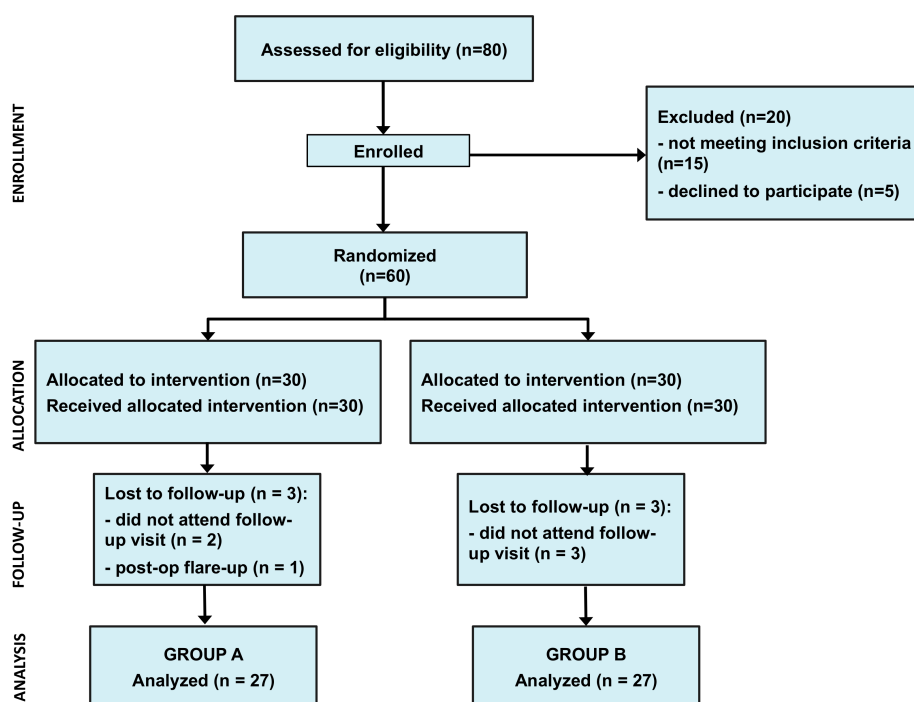 Assessed for eligibility (n=80)
ENROLLMENT
Enrolled
Excluded (n=20)
- not meeting inclusion criteria
(n=15)
- declined to participate (n=5)
Randomized
(n=60)
ALLOCATION
Allocated to intervention (n=30)
Received allocated intervention (n=30)
Allocated to intervention (n=30)
Received allocated intervention (n=30)
FOLLOW-UP
Lost to follow-up (n = 3):
- did not attend follow-
up visit (n = 2)
- post-op flare-up (n = 1)
Lost to follow-up (n = 3):
- did not attend follow-
up visit (n = 3)
ANALYSIS
GROUP A
Analyzed (n = 27)
GROUP B
Analyzed (n = 27)